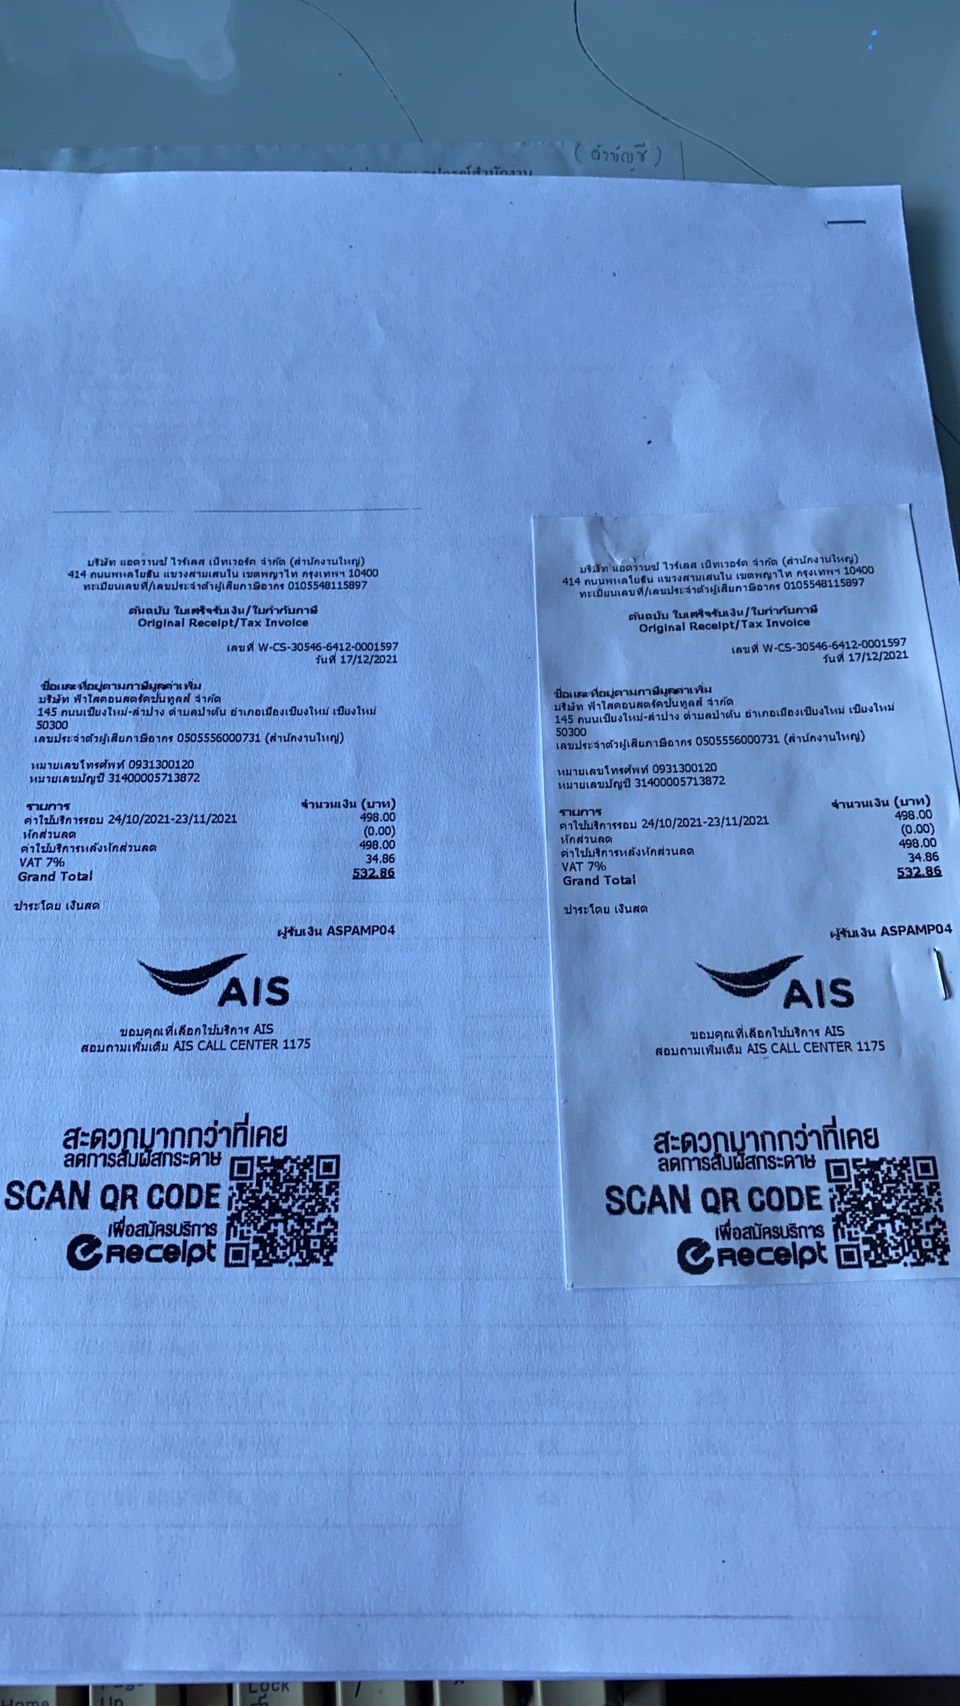 ( ตัวบัญชี )
อุปกรณ์สำนักงาน
บริษัท แอดวานซ์ ไวร์เลส เน็ทเวอร์ค จำกัด (สำนักงานใหญ่)
414 ถนนพหลโยธิน แขวงสามเสนใน เขตพญาไท กรุงเทพฯ 10400
ทะเบียนเลขที่/เลขประจำตัวผู้เสียภาษีอากร 0105548115897
ต้นฉบับ ใบเสร็จรับเงิน/ใบกำกับภาษี
Original Receipt/Tax Invoice
เลขที่ W-CS-30546-6412-0001597
วันที่ 17/12/2021
ชื่อและที่อยู่ตามภาษีมูลค่าเพิ่ม
บริษัท ฟ้าใสคอนสตรัคชั่นทูลส์ จำกัด
145 ถนนเชียงใหม่-ลำปาง ตำบลป่าตัน อำเภอเมืองเชียงใหม่ เชียงใหม่
50300
เลขประจำตัวผู้เสียภาษีอากร 0505556000731 (สำนักงานใหญ่)
หมายเลขโทรศัพท์ 0931300120
หมายเลขบัญชี 31400005713872
รายการ จำนวนเงิน (บาท)
ค่าใช้บริการรอบ 24/10/2021-23/11/2021 498.00
หักส่วนลด (0.00)
ค่าใช้บริการหลังหักส่วนลด 498.00
VAT 7% 34.86
Grand Total 532.86
ชำระโดย เงินสด
ผู้รับเงิน ASPAMP04
AIS
ขอบคุณที่เลือกใช้บริการ AIS
สอบถามเพิ่มเติม AIS CALL CENTER 1175
สะดวกมากกว่าที่เคย
ลดการสัมผัสกระดาษ
SCAN QR CODE
เพื่อสมัครบริการ
eReceipt
บริษัท แอดวานซ์ ไวร์เลส เน็ทเวอร์ค จำกัด (สำนักงานใหญ่)
414 ถนนพหลโยธิน แขวงสามเสนใน เขตพญาไท กรุงเทพฯ 10400
ทะเบียนเลขที่/เลขประจำตัวผู้เสียภาษีอากร 0105548115897
ต้นฉบับ ใบเสร็จรับเงิน/ใบกำกับภาษี
Original Receipt/Tax Invoice
เลขที่ W-CS-30546-6412-0001597
วันที่ 17/12/2021
ชื่อและที่อยู่ตามภาษีมูลค่าเพิ่ม
บริษัท ฟ้าใสคอนสตรัคชั่นทูลส์ จำกัด
145 ถนนเชียงใหม่-ลำปาง ตำบลป่าตัน อำเภอเมืองเชียงใหม่ เชียงใหม่
50300
เลขประจำตัวผู้เสียภาษีอากร 0505556000731 (สำนักงานใหญ่)
หมายเลขโทรศัพท์ 0931300120
หมายเลขบัญชี 31400005713872
รายการ จำนวนเงิน (บาท)
ค่าใช้บริการรอบ 24/10/2021-23/11/2021 498.00
หักส่วนลด (0.00)
ค่าใช้บริการหลังหักส่วนลด 498.00
VAT 7% 34.86
Grand Total 532.86
ชำระโดย เงินสด
ผู้รับเงิน ASPAMP04
AIS
ขอบคุณที่เลือกใช้บริการ AIS
สอบถามเพิ่มเติม AIS CALL CENTER 1175
สะดวกมากกว่าที่เคย
ลดการสัมผัสกระดาษ
SCAN QR CODE
เพื่อสมัครบริการ
eReceipt
Home
Up
Lock